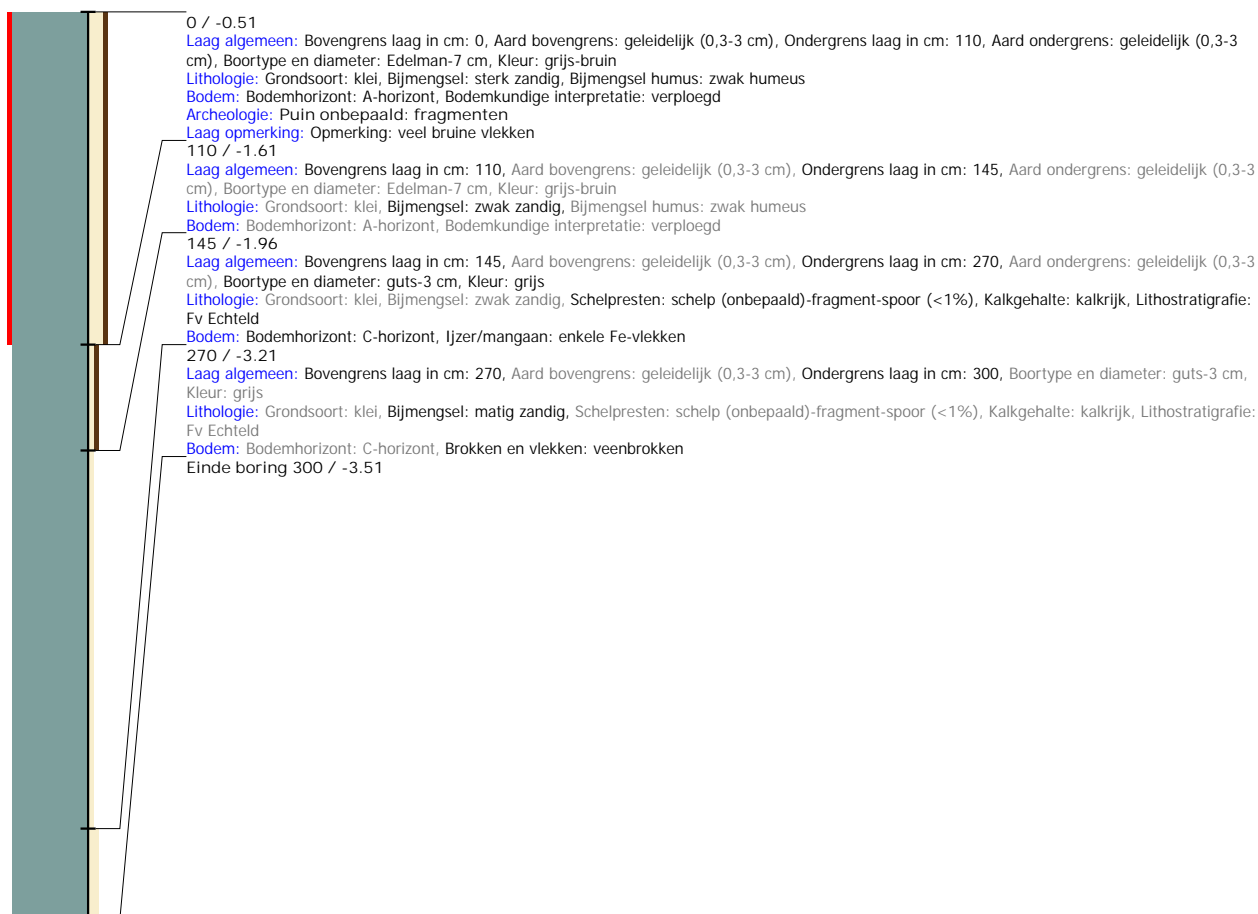 0 / -0.51
Laag algemeen: Bovengrens laag in cm: 0, Aard bovengrens: geleidelijk (0,3-3 cm), Ondergrens laag in cm: 110, Aard ondergrens: geleidelijk (0,3-3
cm), Boortype en diameter: Edelman-7 cm, Kleur: grijs-bruin
Lithologie: Grondsoort: klei, Bijmengsel: sterk zandig, Bijmengsel humus: zwak humeus
Bodem: Bodemhorizont: A-horizont, Bodemkundige interpretatie: verploegd
Archeologie: Puin onbepaald: fragmenten
Laag opmerking: Opmerking: veel bruine vlekken
110 / -1.61
Laag algemeen: Bovengrens laag in cm: 110, Aard bovengrens: geleidelijk (0,3-3 cm), Ondergrens laag in cm: 145, Aard ondergrens: geleidelijk (0,3-3
cm), Boortype en diameter: Edelman-7 cm, Kleur: grijs-bruin
Lithologie: Grondsoort: klei, Bijmengsel: zwak zandig, Bijmengsel humus: zwak humeus
Bodem: Bodemhorizont: A-horizont, Bodemkundige interpretatie: verploegd
145 / -1.96
Laag algemeen: Bovengrens laag in cm: 145, Aard bovengrens: geleidelijk (0,3-3 cm), Ondergrens laag in cm: 270, Aard ondergrens: geleidelijk (0,3-3
cm), Boortype en diameter: guts-3 cm, Kleur: grijs
Lithologie: Grondsoort: klei, Bijmengsel: zwak zandig, Schelpresten: schelp (onbepaald)-fragment-spoor (<1%), Kalkgehalte: kalkrijk, Lithostratigrafie:
Fv Echteld
Bodem: Bodemhorizont: C-horizont, Ijzer/mangaan: enkele Fe-vlekken
270 / -3.21
Laag algemeen: Bovengrens laag in cm: 270, Aard bovengrens: geleidelijk (0,3-3 cm), Ondergrens laag in cm: 300, Boortype en diameter: guts-3 cm,
Kleur: grijs
Lithologie: Grondsoort: klei, Bijmengsel: matig zandig, Schelpresten: schelp (onbepaald)-fragment-spoor (<1%), Kalkgehalte: kalkrijk, Lithostratigrafie:
Fv Echteld
Bodem: Bodemhorizont: C-horizont, Brokken en vlekken: veenbrokken
Einde boring 300 / -3.51